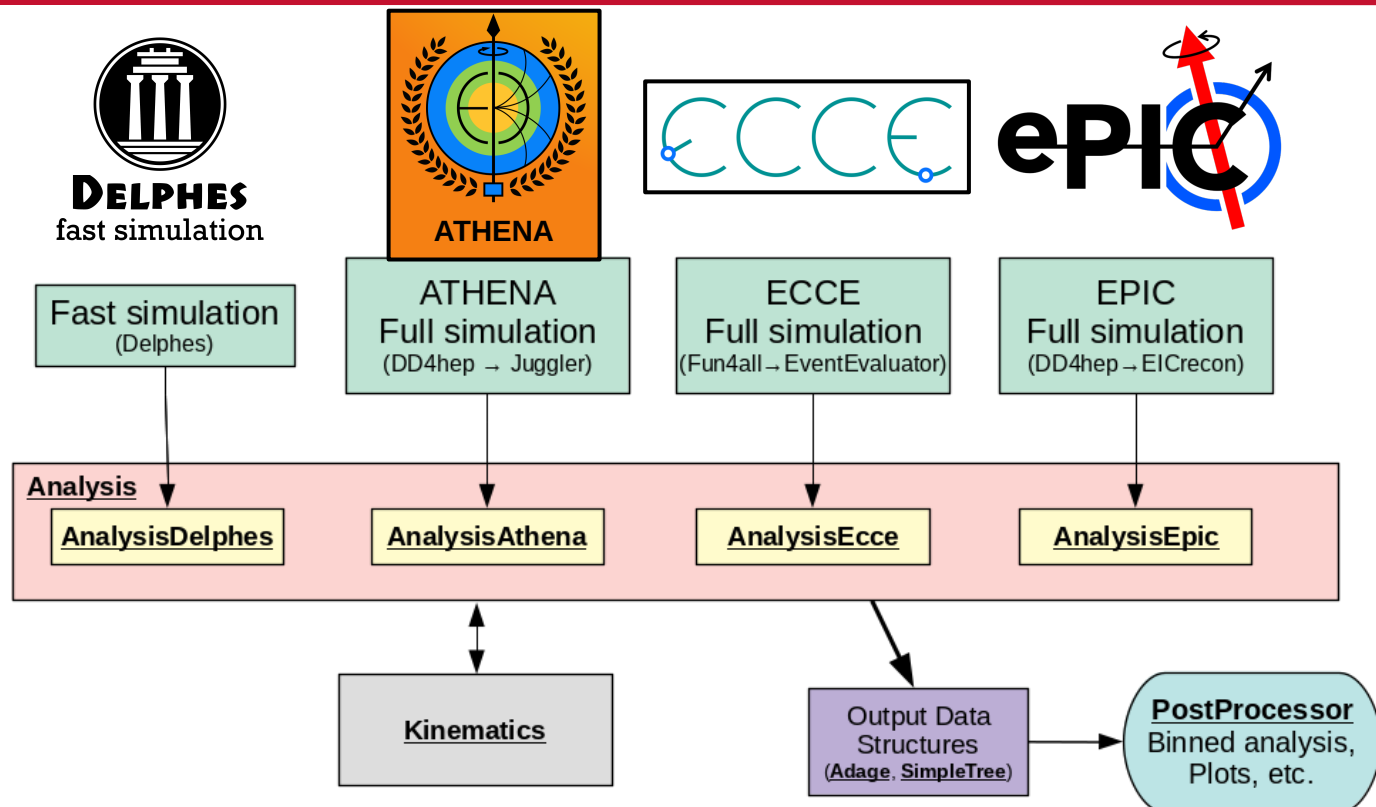 DELPHES
fast simulation
ATHENA
ECCE
ePIC
Fast simulation
(Delphes)
ATHENA
Full simulation
(DD4hep → Juggler)
ECCE
Full simulation
(Fun4all→EventEvaluator)
EPIC
Full simulation
(DD4hep→EICrecon)
Analysis
AnalysisDelphes
AnalysisAthena
AnalysisEcce
AnalysisEpic
Kinematics
Output Data
Structures
(Adage, SimpleTree)
PostProcessor
Binned analysis,
Plots, etc.